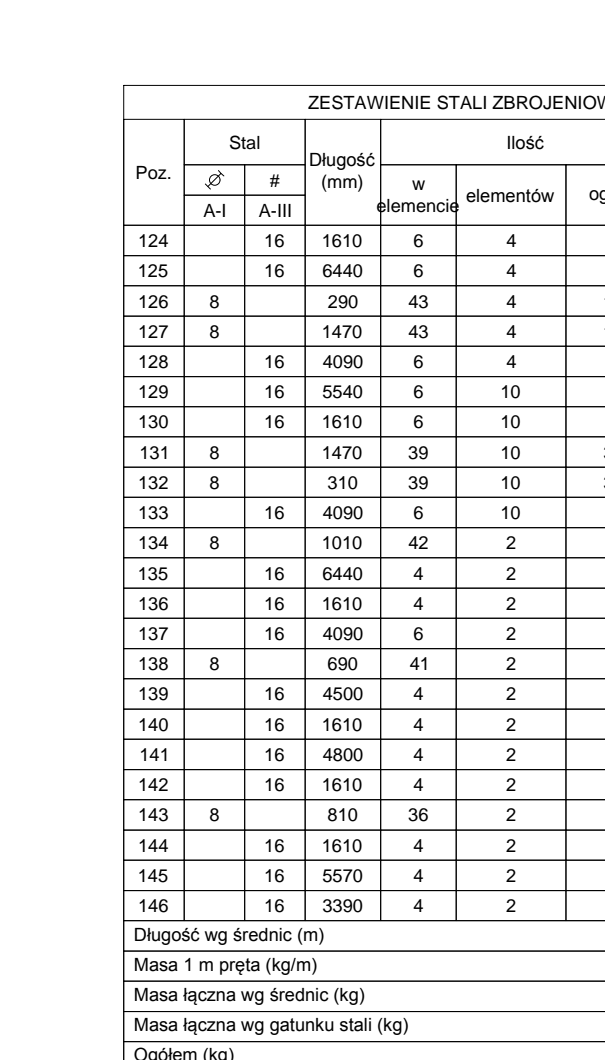 ZESTAWIENIE STALI ZBROJENIOW
Poz. Stal Długość (mm) Ilość
# w elemencie elementów og
A-I A-III
124 16 1610 6 4
125 16 6440 6 4
126 8 290 43 4
127 8 1470 43 4
128 16 4090 6 4
129 16 5540 6 10
130 16 1610 6 10
131 8 1470 39 10
132 8 310 39 10
133 16 4090 6 10
134 8 1010 42 2
135 16 6440 4 2
136 16 1610 4 2
137 16 4090 6 2
138 8 690 41 2
139 16 4500 4 2
140 16 1610 4 2
141 16 4800 4 2
142 16 1610 4 2
143 8 810 36 2
144 16 1610 4 2
145 16 5570 4 2
146 16 3390 4 2
Długość wg średnic (m)
Masa 1 m pręta (kg/m)
Masa łączna wg średnic (kg)
Masa łączna wg gatunku stali (kg)
Ogółem (kg)